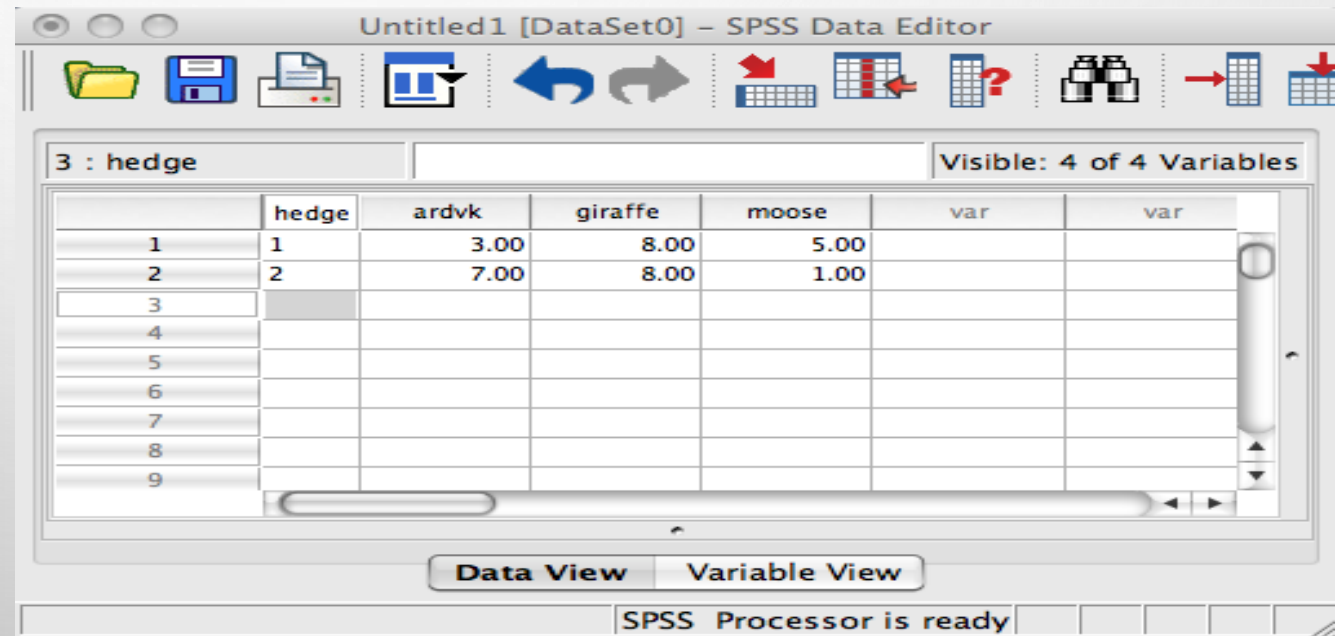 Untitled1 [DataSet0] – SPSS Data Editor
?
3 : hedge Visible: 4 of 4 Variables
hedge ardvk giraffe moose var var
1 1 3.00 8.00 5.00
2 2 7.00 8.00 1.00
3
4
5
6
7
8
9
Data View Variable View
SPSS Processor is ready